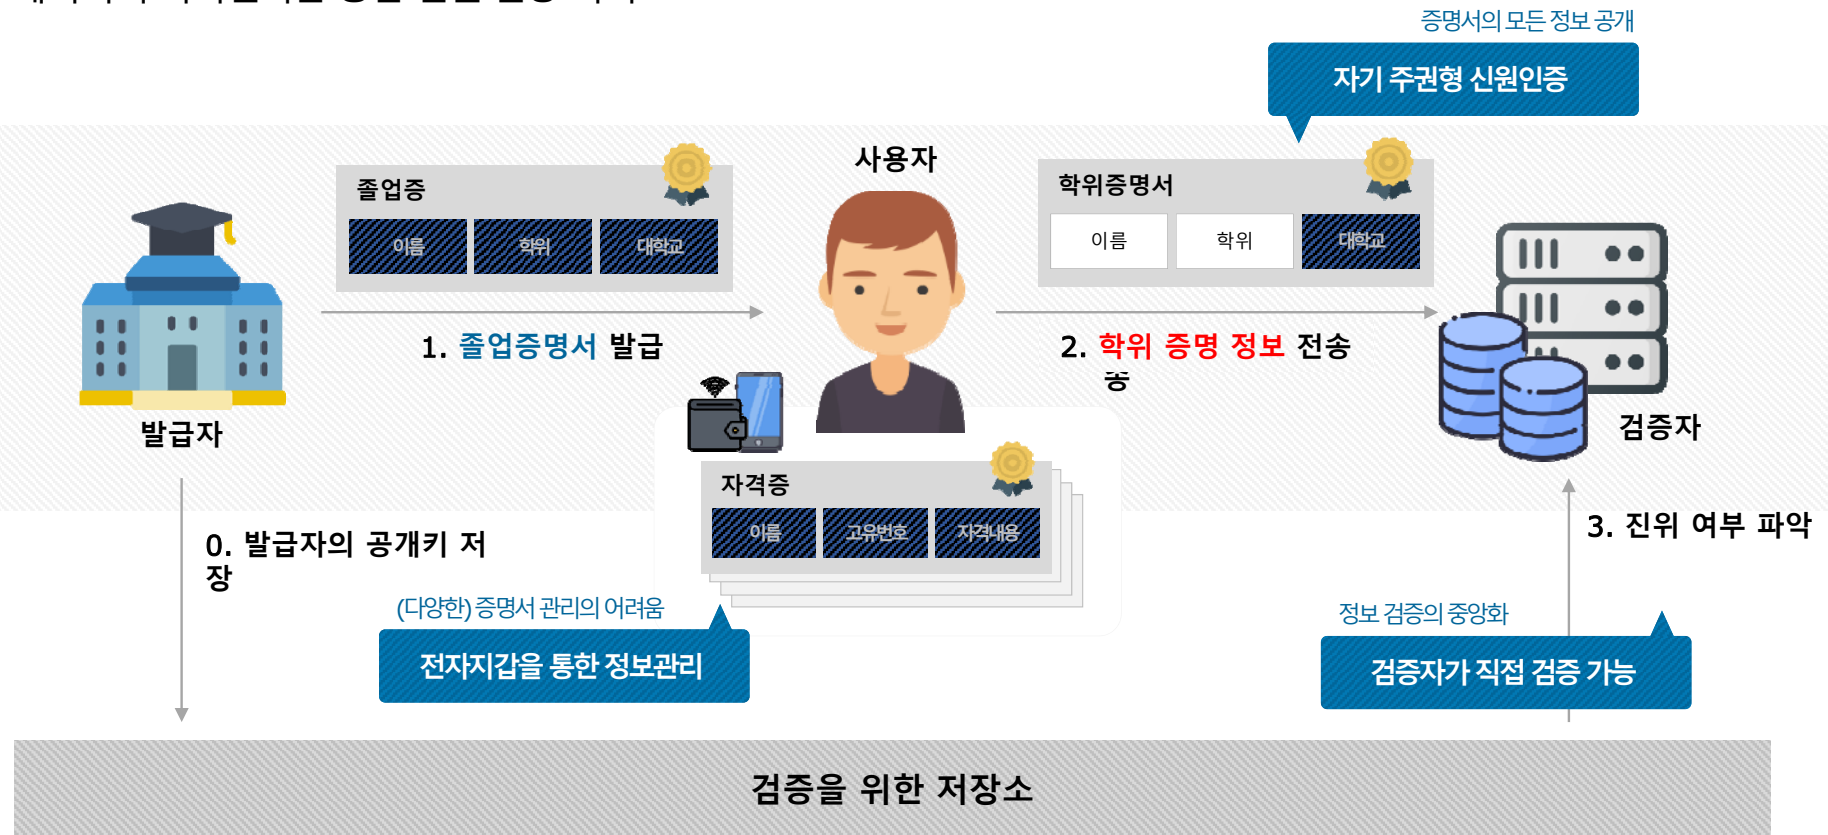 증명서의 모든 정보 공개
자기 주권형 신원인증
사용자
졸업증
이름
학위
대학교
학위증명서
이름
학위
대학교
1. 졸업증명서 발급
2. 학위 증명 정보 전송
송
발급자
검증자
자격증
이름
고유번호
자격내용
0. 발급자의 공개키 저
장
3. 진위 여부 파악
(다양한) 증명서 관리의 어려움
전자지갑을 통한 정보관리
정보 검증의 중앙화
검증자가 직접 검증 가능
검증을 위한 저장소